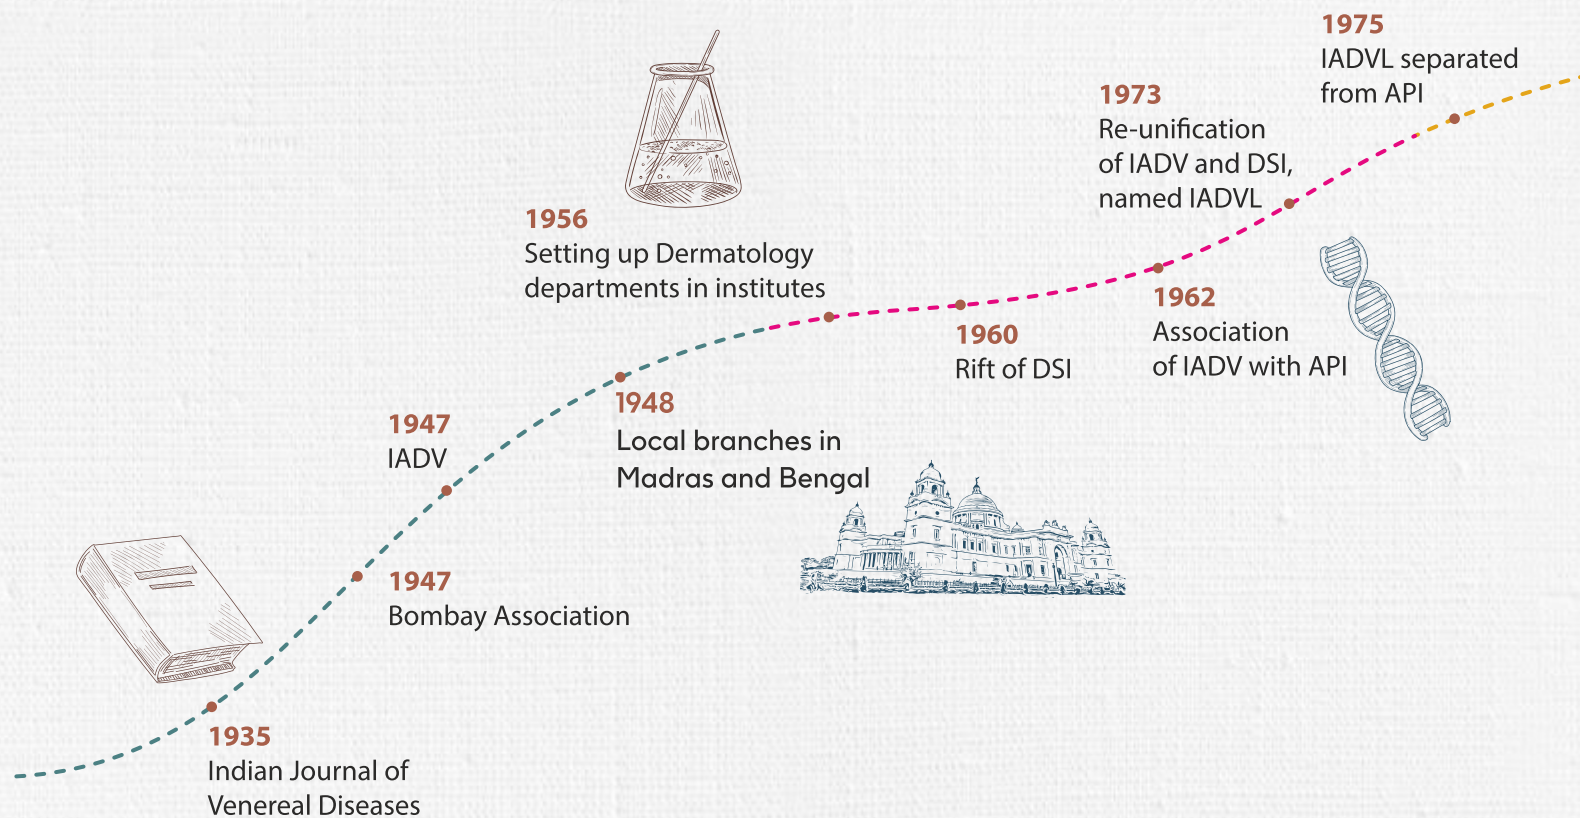 1935
Indian Journal of
Venereal Diseases
1947
Bombay Association
1947
IADV
1948
Local branches in
Madras and Bengal
1956
Setting up Dermatology
departments in institutes
1960
Rift of DSI
1962
Association
of IADV with API
1973
Re-unification
of IADV and DSI,
named IADVL
1975
IADVL separated
from API